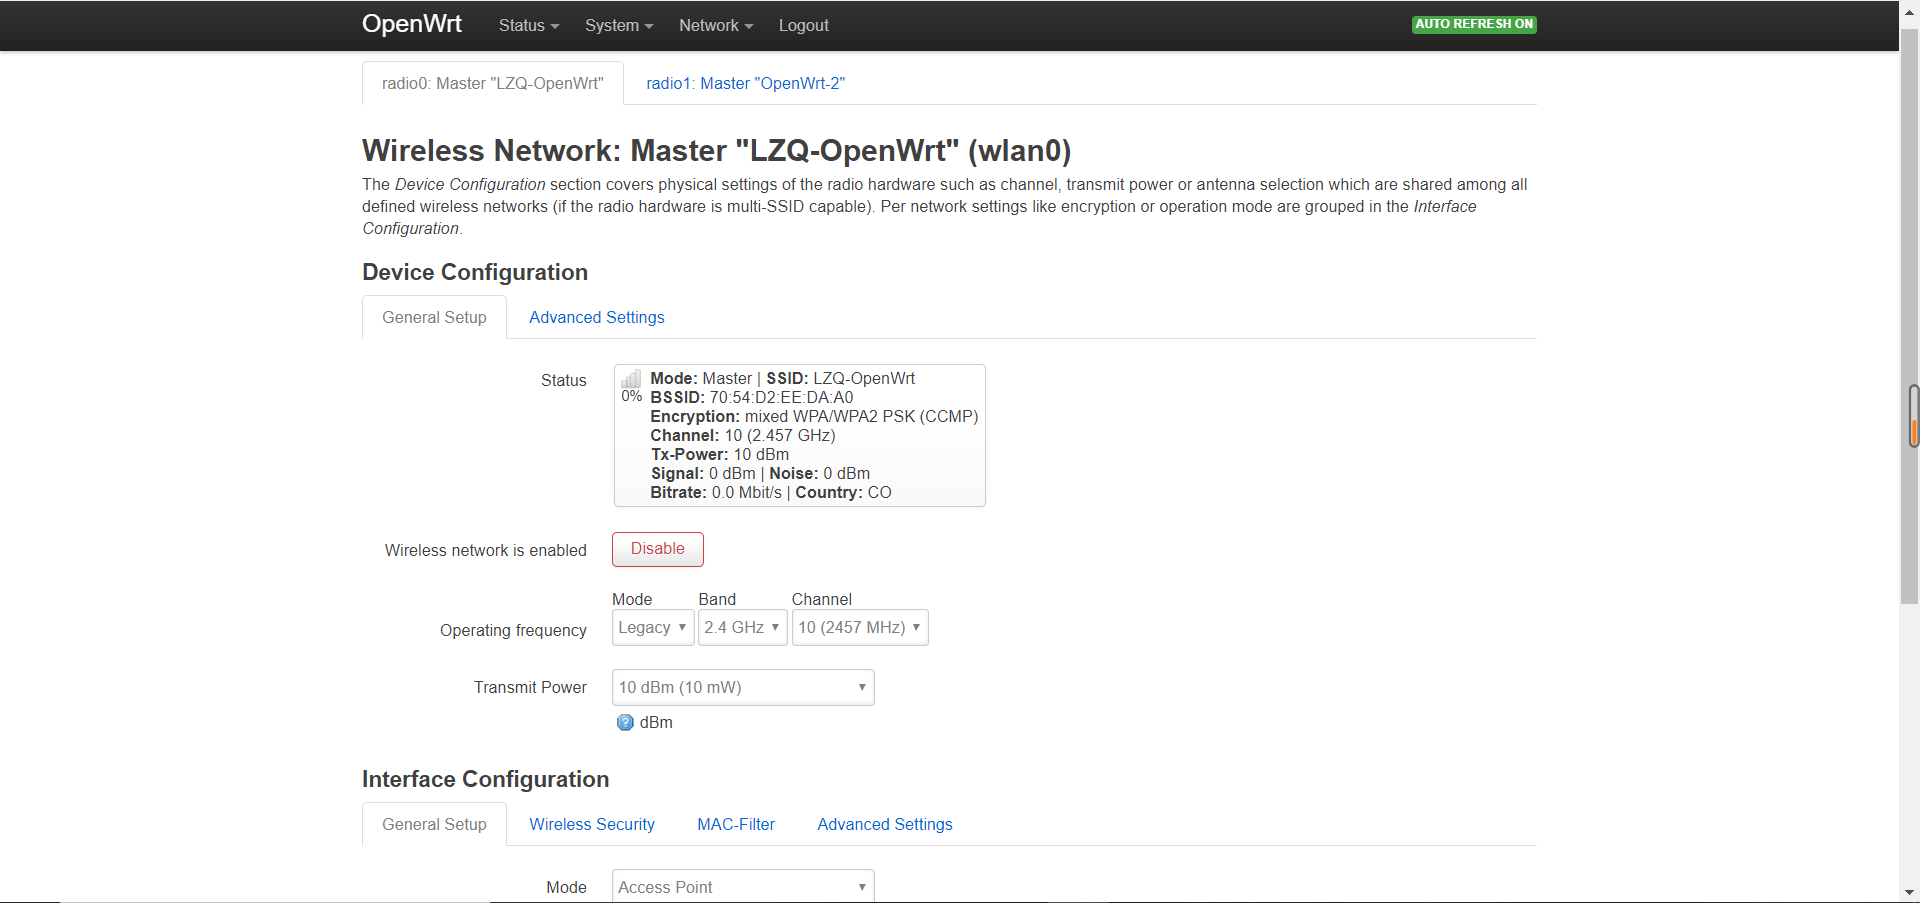 OpenWrt Status System Network Logout AUTO REFRESH ON
radio0: Master "LZQ-OpenWrt" radio1: Master "OpenWrt-2"
Wireless Network: Master "LZQ-OpenWrt" (wlan0)
The Device Configuration section covers physical settings of the radio hardware such as channel, transmit power or antenna selection which are shared among all
defined wireless networks (if the radio hardware is multi-SSID capable). Per network settings like encryption or operation mode are grouped in the Interface
Configuration.
Device Configuration
General Setup Advanced Settings
Status
0%
Mode: Master | SSID: LZQ-OpenWrt
BSSID: 70:54:D2:EE:DA:A0
Encryption: mixed WPA/WPA2 PSK (CCMP)
Channel: 10 (2.457 GHz)
Tx-Power: 10 dBm
Signal: 0 dBm | Noise: 0 dBm
Bitrate: 0.0 Mbit/s | Country: CO
Wireless network is enabled Disable
Mode Band Channel
Operating frequency Legacy 2.4 GHz 10 (2457 MHz)
Transmit Power 10 dBm (10 mW)
dBm
Interface Configuration
General Setup Wireless Security MAC-Filter Advanced Settings
Mode Access Point